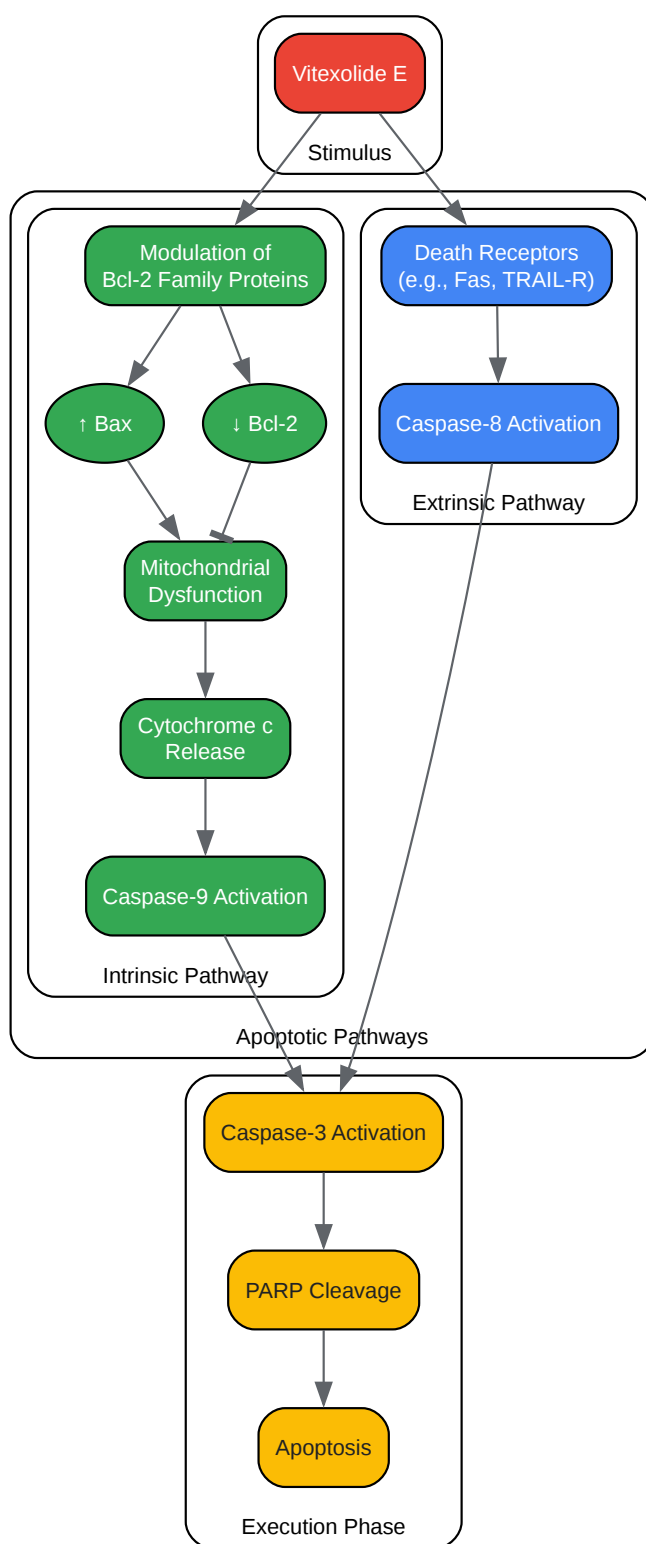 Vitexolide E
Stimulus
Modulation of
Bcl-2 Family Proteins
Death Receptors
(e.g., Fas, TRAIL-R)
↑ Bax
↓ Bcl-2
Caspase-8 Activation
Extrinsic Pathway
Mitochondrial
Dysfunction
Cytochrome c
Release
Caspase-9 Activation
Intrinsic Pathway
Apoptotic Pathways
Caspase-3 Activation
PARP Cleavage
Apoptosis
Execution Phase